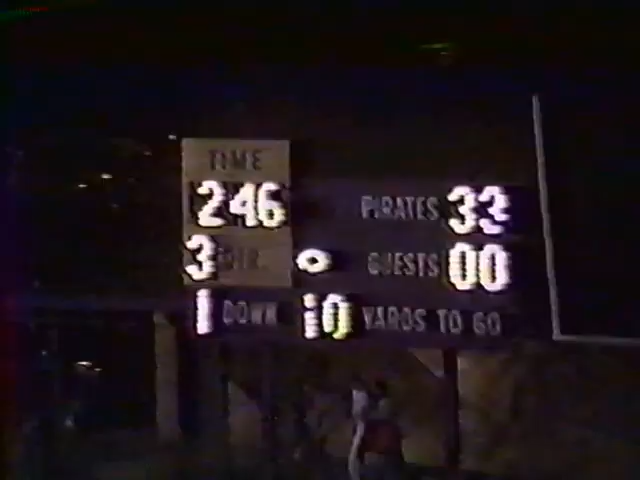 TIME
246 PIRATES 33
3 QTR. GUESTS 00
1 DOWN 10 YARDS TO GO